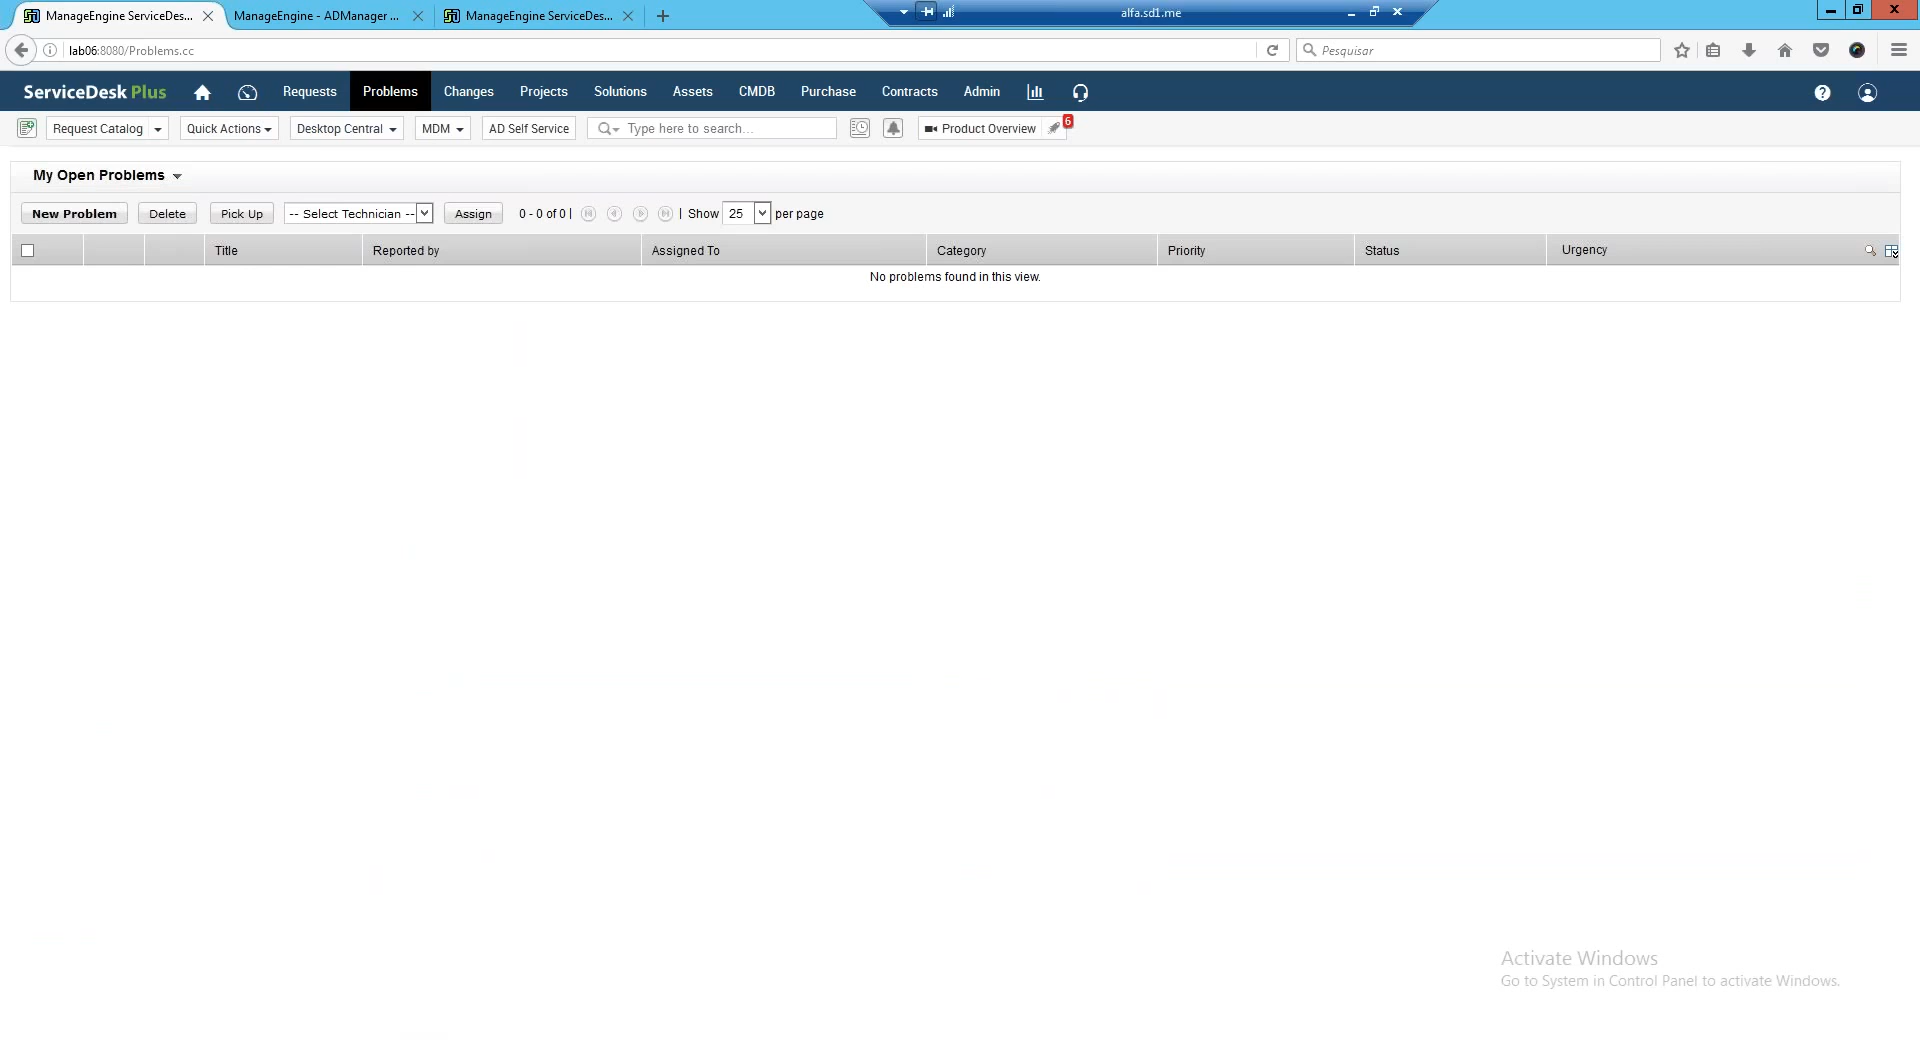 ManageEngine ServiceDes...
ManageEngine - ADManager ...
ManageEngine ServiceDes...
alfa.sd1.me
lab06:8080/Problems.cc
Pesquisar
ServiceDesk Plus
Requests
Problems
Changes
Projects
Solutions
Assets
CMDB
Purchase
Contracts
Admin
Request Catalog
Quick Actions
Desktop Central
MDM
AD Self Service
Type here to search...
Product Overview
6
My Open Problems
New Problem
Delete
Pick Up
-- Select Technician --
Assign
0 - 0 of 0 |
| Show
25
per page
Title
Reported by
Assigned To
Category
Priority
Status
Urgency
No problems found in this view.
Activate Windows
Go to System in Control Panel to activate Windows.